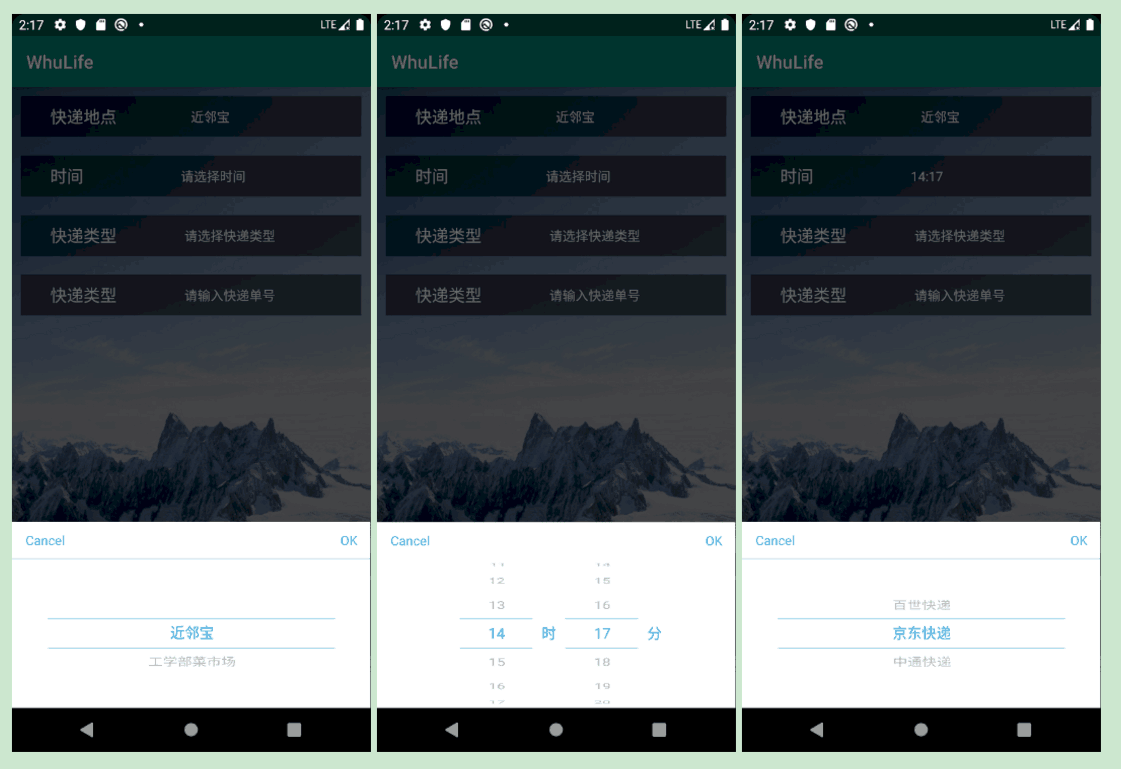 2:17 LTE
WhuLife
快递地点 近邻宝
时间 请选择时间
快递类型 请选择快递类型
快递类型 请输入快递单号
Cancel OK
近邻宝
工学部菜市场
2:17 LTE
WhuLife
快递地点 近邻宝
时间 请选择时间
快递类型 请选择快递类型
快递类型 请输入快递单号
Cancel OK
11 14
12 15
13 16
14 时 17 分
15 18
16 19
17 20
2:17 LTE
WhuLife
快递地点 近邻宝
时间 14:17
快递类型 请选择快递类型
快递类型 请输入快递单号
Cancel OK
百世快递
京东快递
中通快递